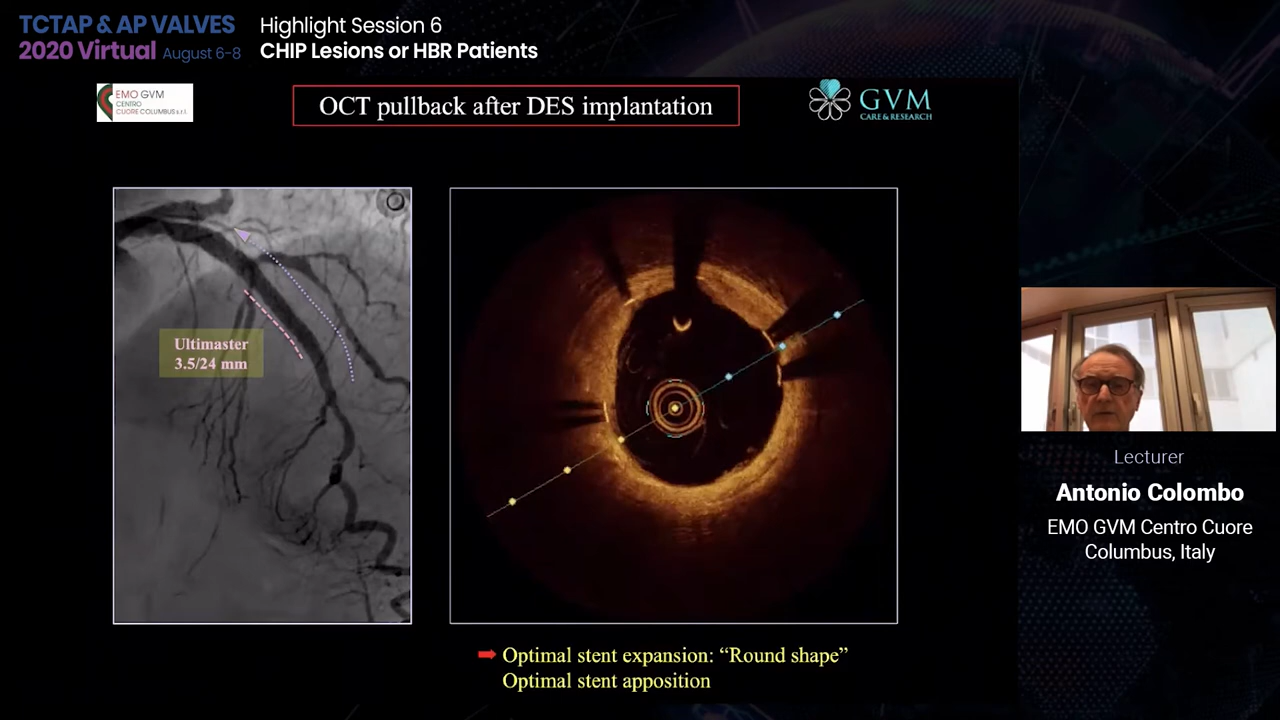 TCTAP & AP VALVES
2020 Virtual August 6-8
Highlight Session 6
CHIP Lesions or HBR Patients
EMO GVM
CENTRO
CUORE COLUMBUS s.r.l.
OCT pullback after DES implantation
GVM
CARE & RESEARCH
Ultimaster
3.5/24 mm
Optimal stent expansion: “Round shape”
Optimal stent apposition
Lecturer
Antonio Colombo
EMO GVM Centro Cuore
Columbus, Italy